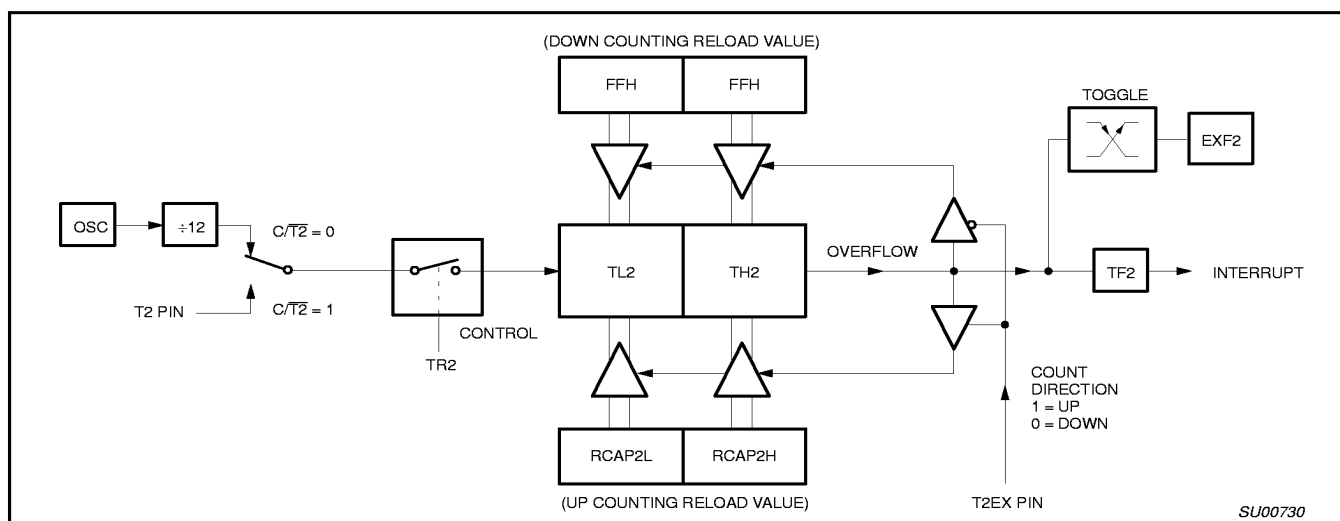 (DOWN COUNTING RELOAD VALUE)
FFH FFH
TOGGLE
EXF2
OSC ÷12
C/T2̅ = 0
TL2 TH2
OVERFLOW
TF2
INTERRUPT
T2 PIN
C/T2̅ = 1
CONTROL
TR2
COUNT
DIRECTION
1 = UP
0 = DOWN
RCAP2L RCAP2H
(UP COUNTING RELOAD VALUE)
T2EX PIN
SU00730